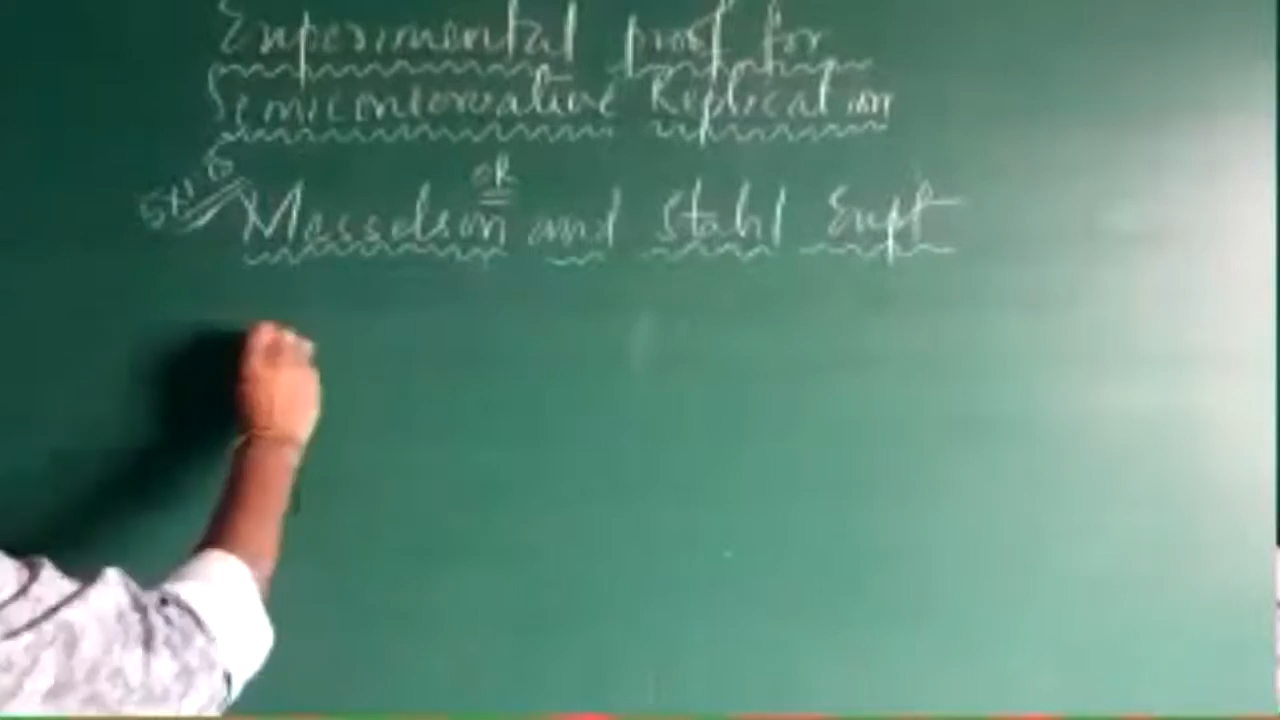 Experimental proof for
Semiconservative Replication
OR
Messelson and Stahl Expt